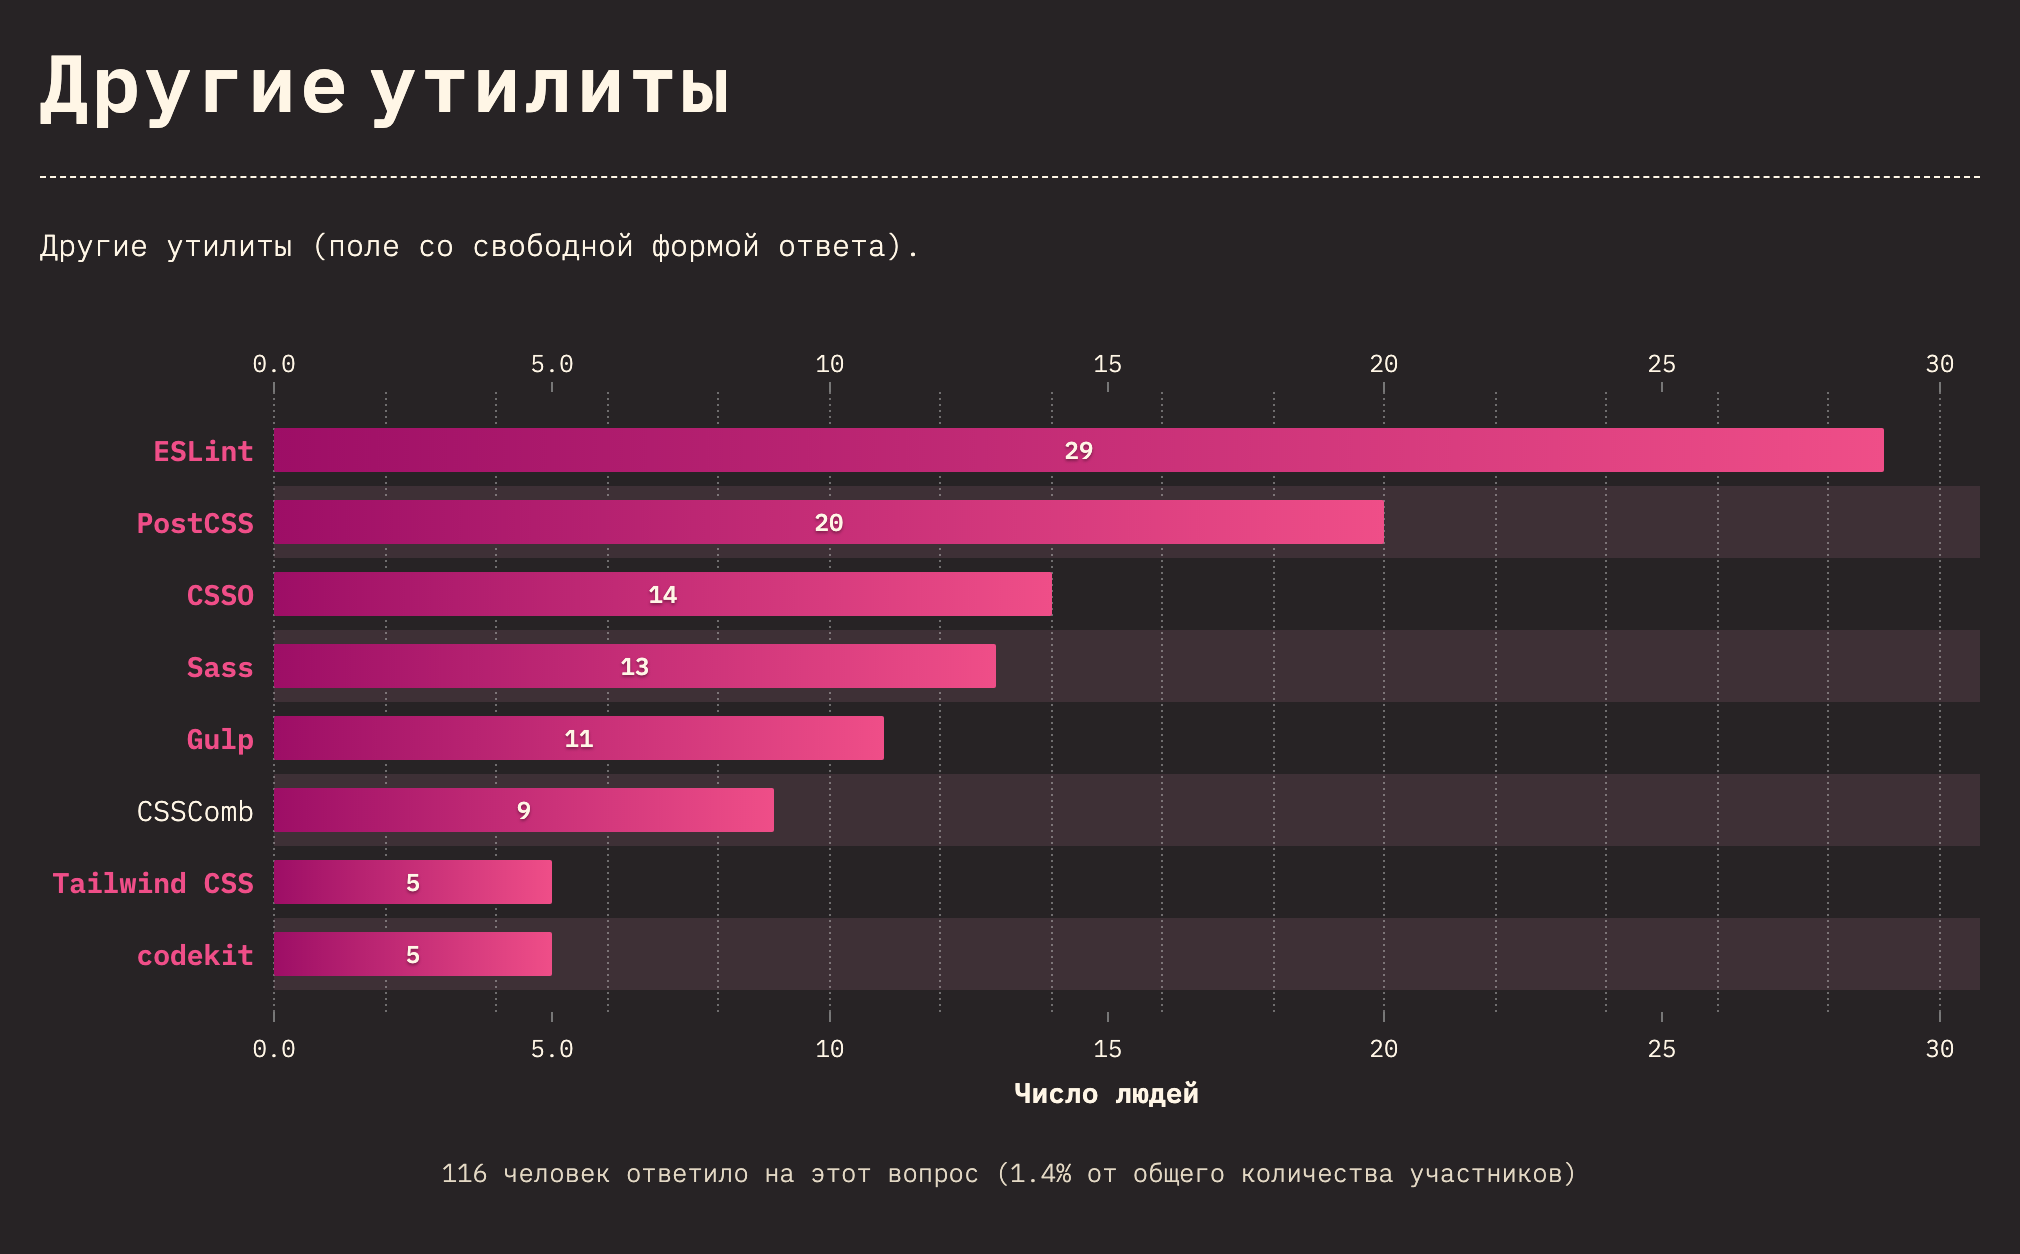 Другие утилиты
Другие утилиты (поле со свободной формой ответа).
0.0 5.0 10 15 20 25 30
ESLint 29
PostCSS 20
CSSO 14
Sass 13
Gulp 11
CSSComb 9
Tailwind CSS 5
codekit 5
0.0 5.0 10 15 20 25 30
Число людей
116 человек ответило на этот вопрос (1.4% от общего количества участников)